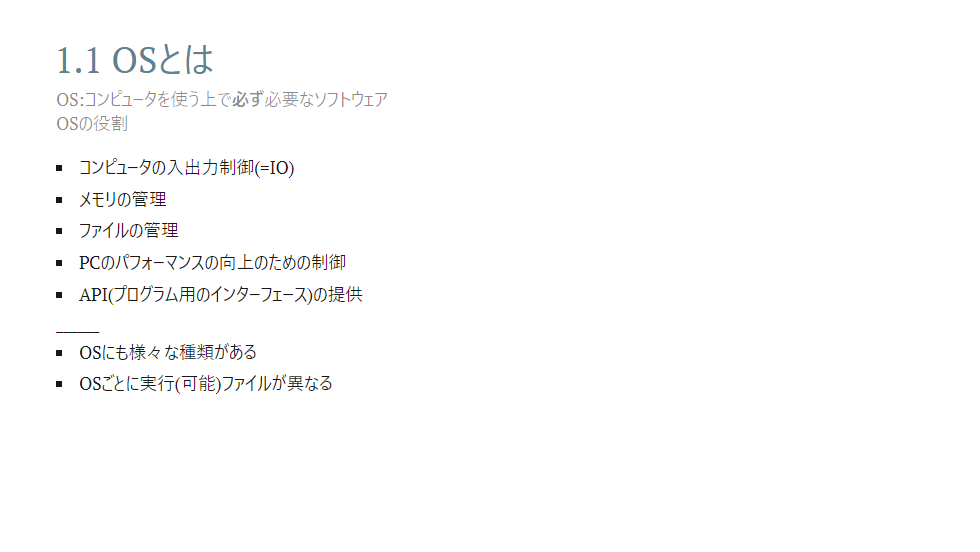 1.1 OSとは
OS:コンピュータを使う上で必ず必要なソフトウェア
OSの役割
▪ コンピュータの入出力制御(=IO)
▪ メモリの管理
▪ ファイルの管理
▪ PCのパフォーマンスの向上のための制御
▪ API(プログラム用のインターフェース)の提供
______
▪ OSにも様々な種類がある
▪ OSごとに実行(可能)ファイルが異なる